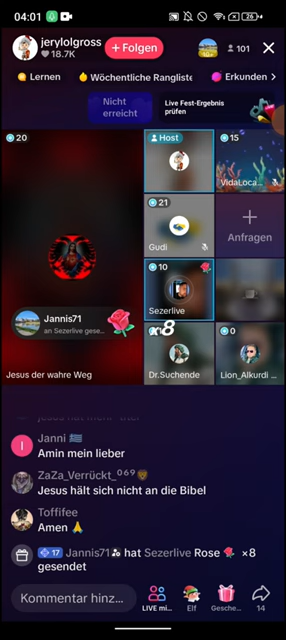 04:01
26
jerylolgross
18.7K
+ Folgen
101
Lernen
Wöchentliche Rangliste
Erkunden
Nicht erreicht
Live Fest-Ergebnis prüfen
20
Host
15
VidaLoca...
21
Gudi
Anfragen
10
Sezerlive
Jannis71
an Sezerlive gese...
x8
0
Jesus der wahre Weg
Dr.Suchende
Lion_Alkurdi
Janni 🇬🇷
Amin mein lieber
ZaZa_Verrückt_⁰⁶⁹🦁
Jesus hält sich nicht an die Bibel
Toffifee
Amen 🙏
17 Jannis71 hat Sezerlive Rose 🌹 ×8
gesendet
Kommentar hinz...
LIVE mi...
Elf
Gesche...
14